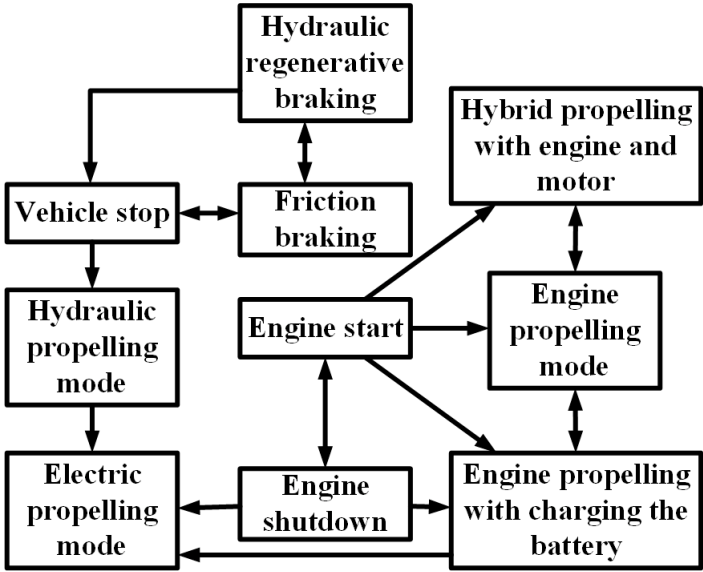 Hydraulic
regenerative
braking
Hybrid propelling
with engine and
motor
Vehicle stop
Friction
braking
Hydraulic
propelling
mode
Engine start
Engine
propelling
mode
Electric
propelling
mode
Engine
shutdown
Engine propelling
with charging the
battery